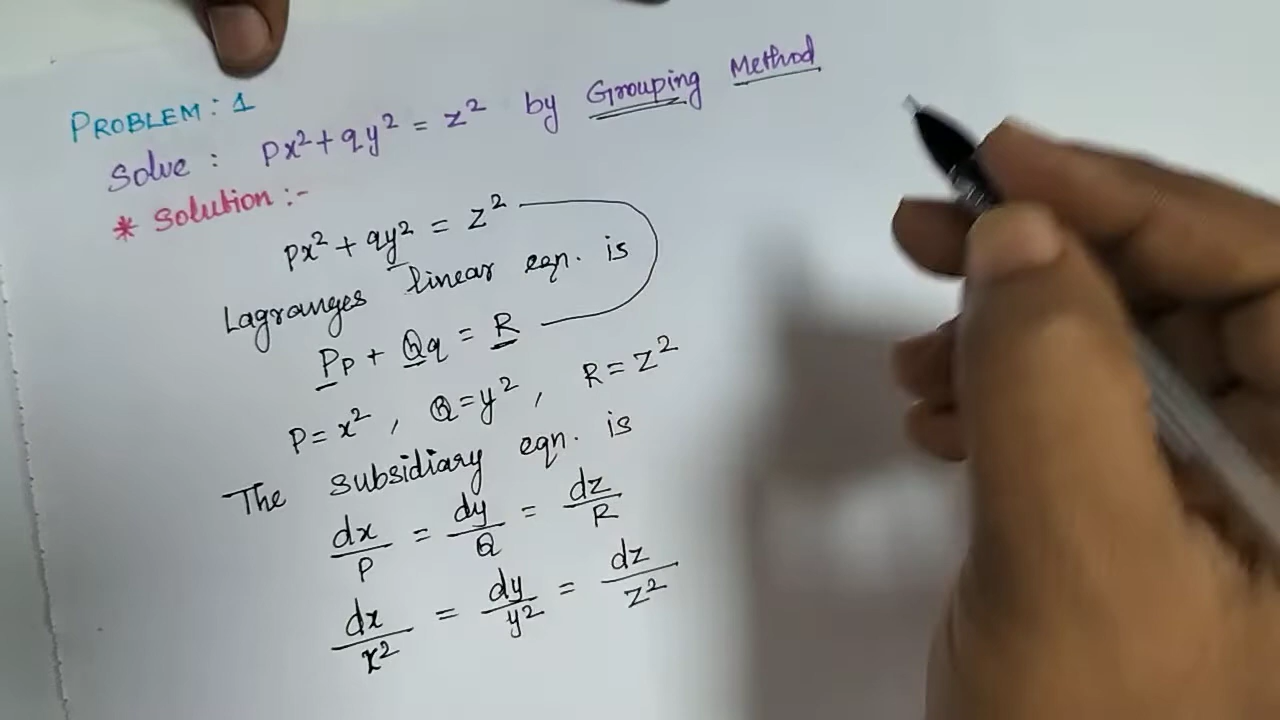 PROBLEM: 1
Solve : px² + qy² = z² by Grouping Method
* Solution :-
px² + qy² = z²
Lagranges linear eqn. is
Pp + Qq = R
P = x² , Q = y² , R = z²
The subsidiary eqn. is
dx/P = dy/Q = dz/R
dx/x² = dy/y² = dz/z²